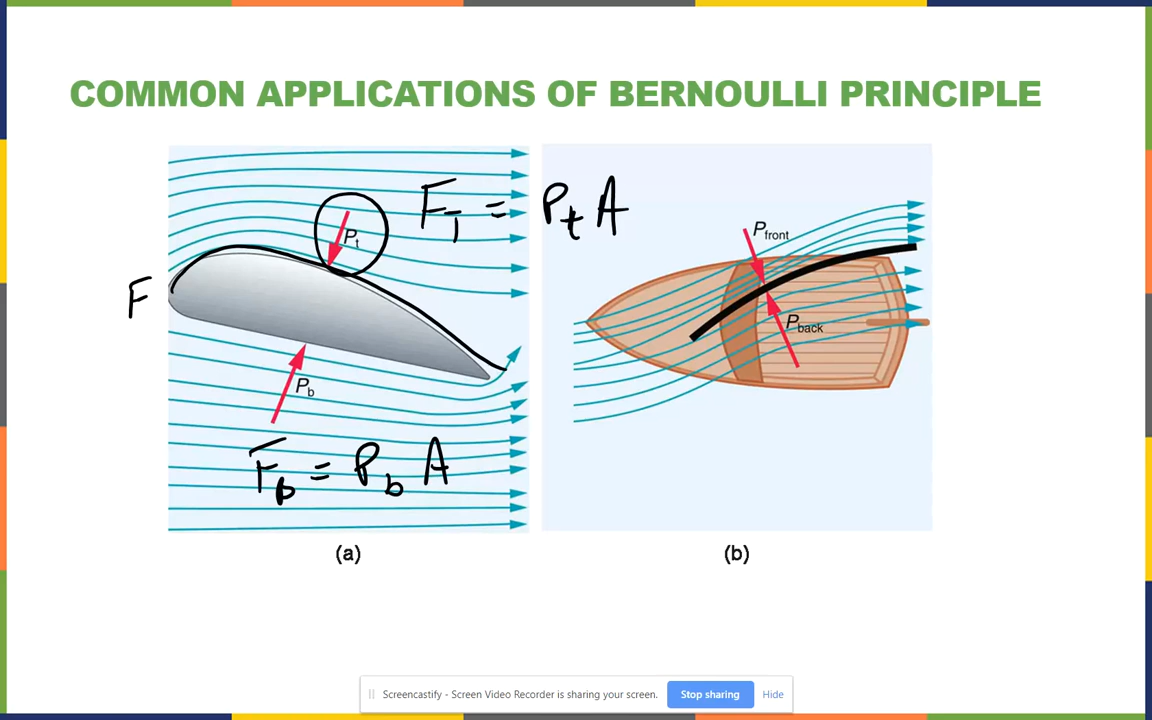 COMMON APPLICATIONS OF BERNOULLI PRINCIPLE
F_T = P_t A
P_t
P_front
F
P_back
P_b
F_b = P_b A
(a)
(b)
Screencastify - Screen Video Recorder is sharing your screen.
Stop sharing
Hide